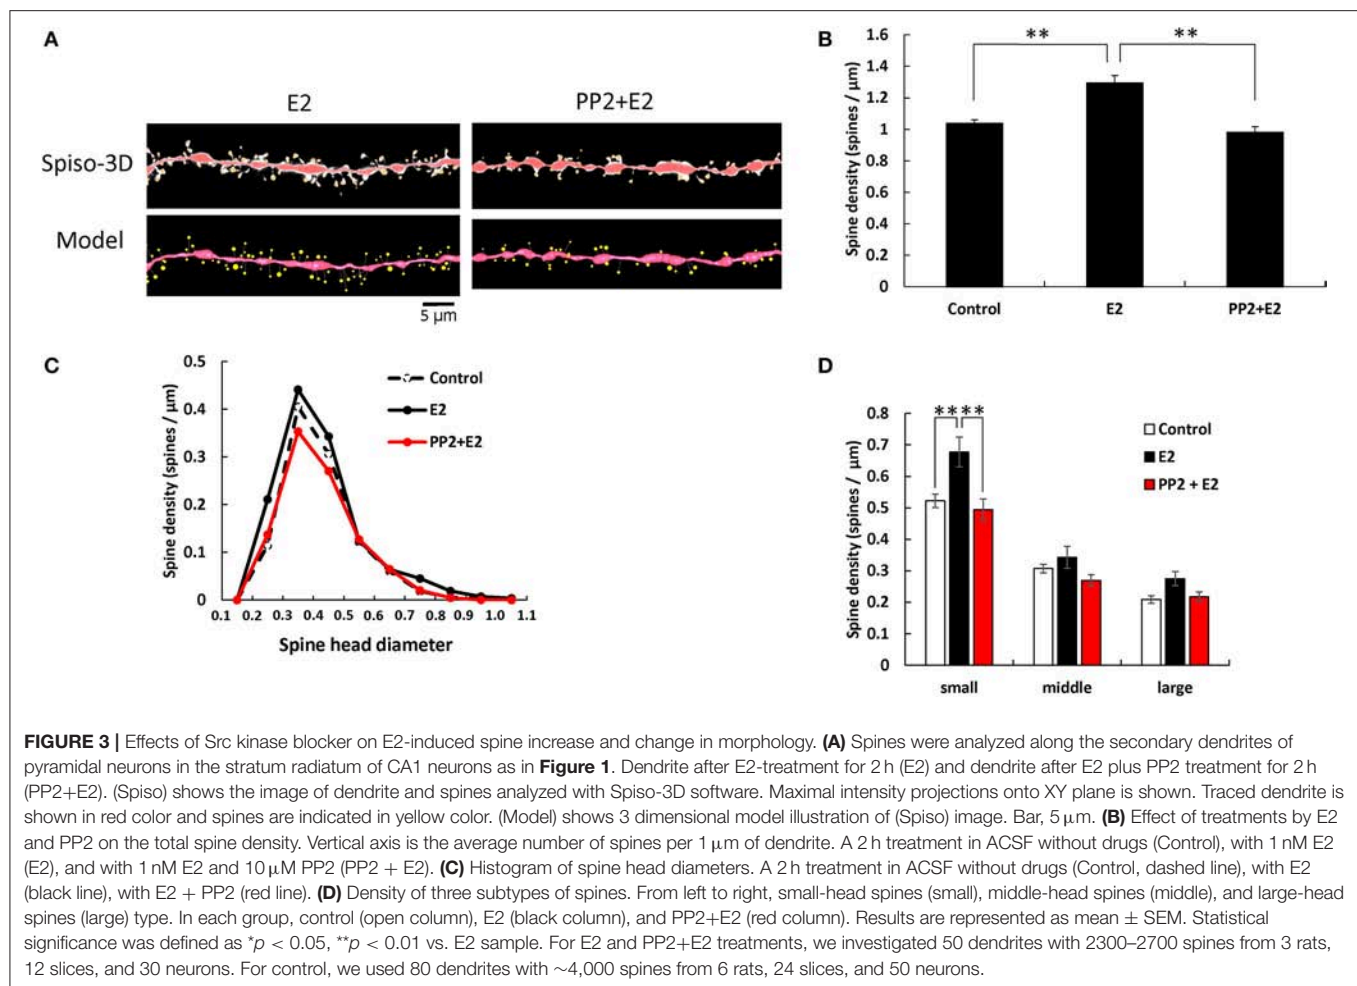 A
E2
PP2+E2
Spiso-3D
Model
5 μm
B
Spine density (spines / μm)
1.6
1.4
1.2
1
0.8
0.6
0.4
0.2
0
** **
Control E2 PP2+E2
C
Spine density (spines / μm)
0.5
0.4
0.3
0.2
0.1
0
0.1 0.2 0.3 0.4 0.5 0.6 0.7 0.8 0.9 1.0 1.1
Spine head diameter
Control
E2
PP2+E2
D
Spine density (spines / μm)
0.8
0.7
0.6
0.5
0.4
0.3
0.2
0.1
0
****
Control
E2
PP2 + E2
small middle large
FIGURE 3 | Effects of Src kinase blocker on E2-induced spine increase and change in morphology. (A) Spines were analyzed along the secondary dendrites of
pyramidal neurons in the stratum radiatum of CA1 neurons as in Figure 1. Dendrite after E2-treatment for 2 h (E2) and dendrite after E2 plus PP2 treatment for 2 h
(PP2+E2). (Spiso) shows the image of dendrite and spines analyzed with Spiso-3D software. Maximal intensity projections onto XY plane is shown. Traced dendrite is
shown in red color and spines are indicated in yellow color. (Model) shows 3 dimensional model illustration of (Spiso) image. Bar, 5 μm. (B) Effect of treatments by E2
and PP2 on the total spine density. Vertical axis is the average number of spines per 1 μm of dendrite. A 2 h treatment in ACSF without drugs (Control), with 1 nM E2
(E2), and with 1 nM E2 and 10 μM PP2 (PP2 + E2). (C) Histogram of spine head diameters. A 2 h treatment in ACSF without drugs (Control, dashed line), with E2
(black line), with E2 + PP2 (red line). (D) Density of three subtypes of spines. From left to right, small-head spines (small), middle-head spines (middle), and large-head
spines (large) type. In each group, control (open column), E2 (black column), and PP2+E2 (red column). Results are represented as mean ± SEM. Statistical
significance was defined as *p < 0.05, **p < 0.01 vs. E2 sample. For E2 and PP2+E2 treatments, we investigated 50 dendrites with 2300–2700 spines from 3 rats,
12 slices, and 30 neurons. For control, we used 80 dendrites with ~4,000 spines from 6 rats, 24 slices, and 50 neurons.